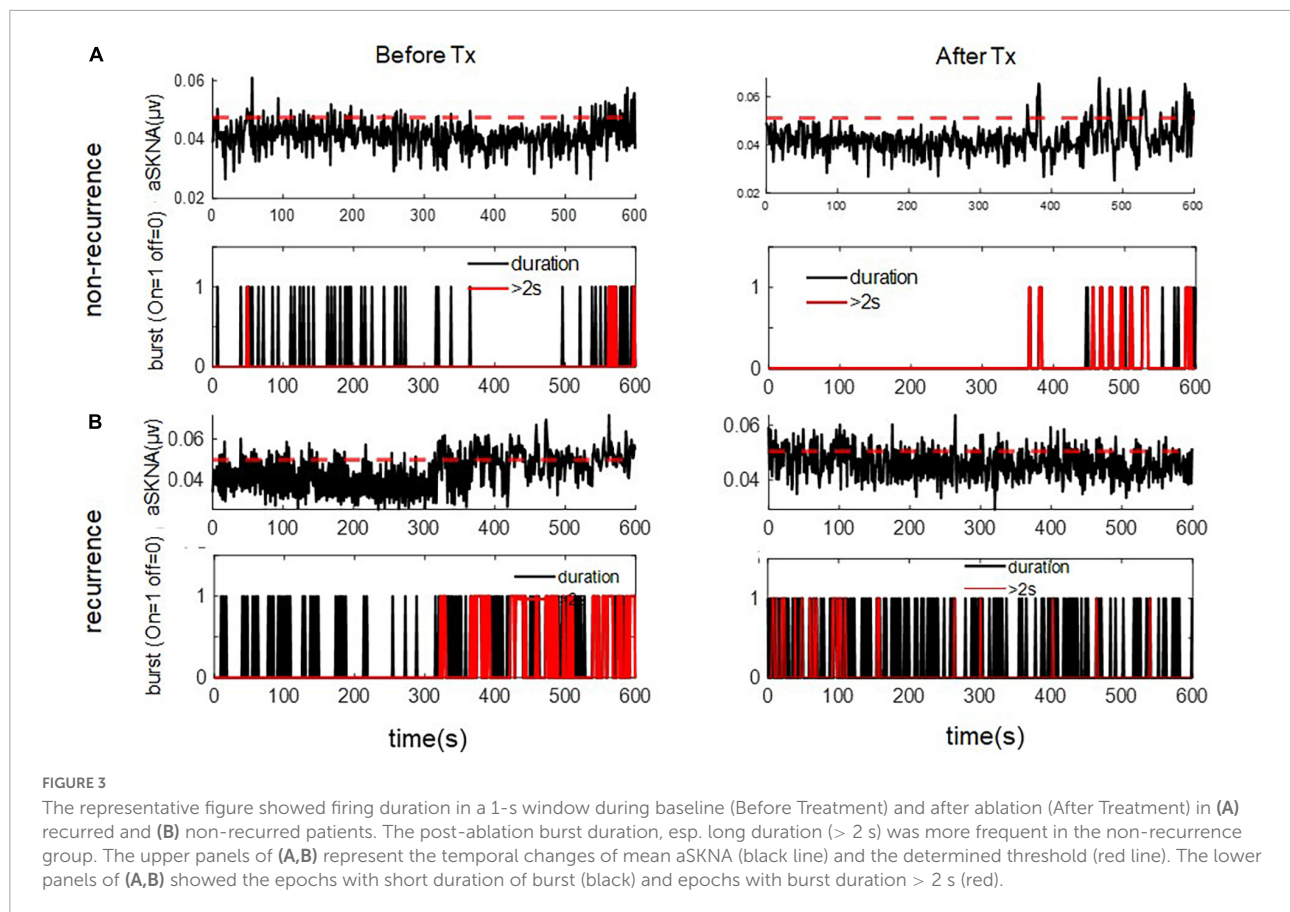 A
Before Tx
After Tx
non-recurrence
aSKNA(μv)
0.06
0.04
0.02
0 100 200 300 400 500 600
0.06
0.04
0.02
0 100 200 300 400 500 600
burst (On=1 off=0)
duration
>2s
1
0
0 100 200 300 400 500 600
duration
>2s
1
0
0 100 200 300 400 500 600
B
recurrence
aSKNA(μv)
0.06
0.04
0 100 200 300 400 500 600
0.06
0.04
0 100 200 300 400 500 600
burst (On=1 off=0)
duration
1
0
0 100 200 300 400 500 600
duration
>2s
1
0
0 100 200 300 400 500 600
time(s)
time(s)
FIGURE 3
The representative figure showed firing duration in a 1-s window during baseline (Before Treatment) and after ablation (After Treatment) in (A)
recurred and (B) non-recurred patients. The post-ablation burst duration, esp. long duration (> 2 s) was more frequent in the non-recurrence
group. The upper panels of (A,B) represent the temporal changes of mean aSKNA (black line) and the determined threshold (red line). The lower
panels of (A,B) showed the epochs with short duration of burst (black) and epochs with burst duration > 2 s (red).